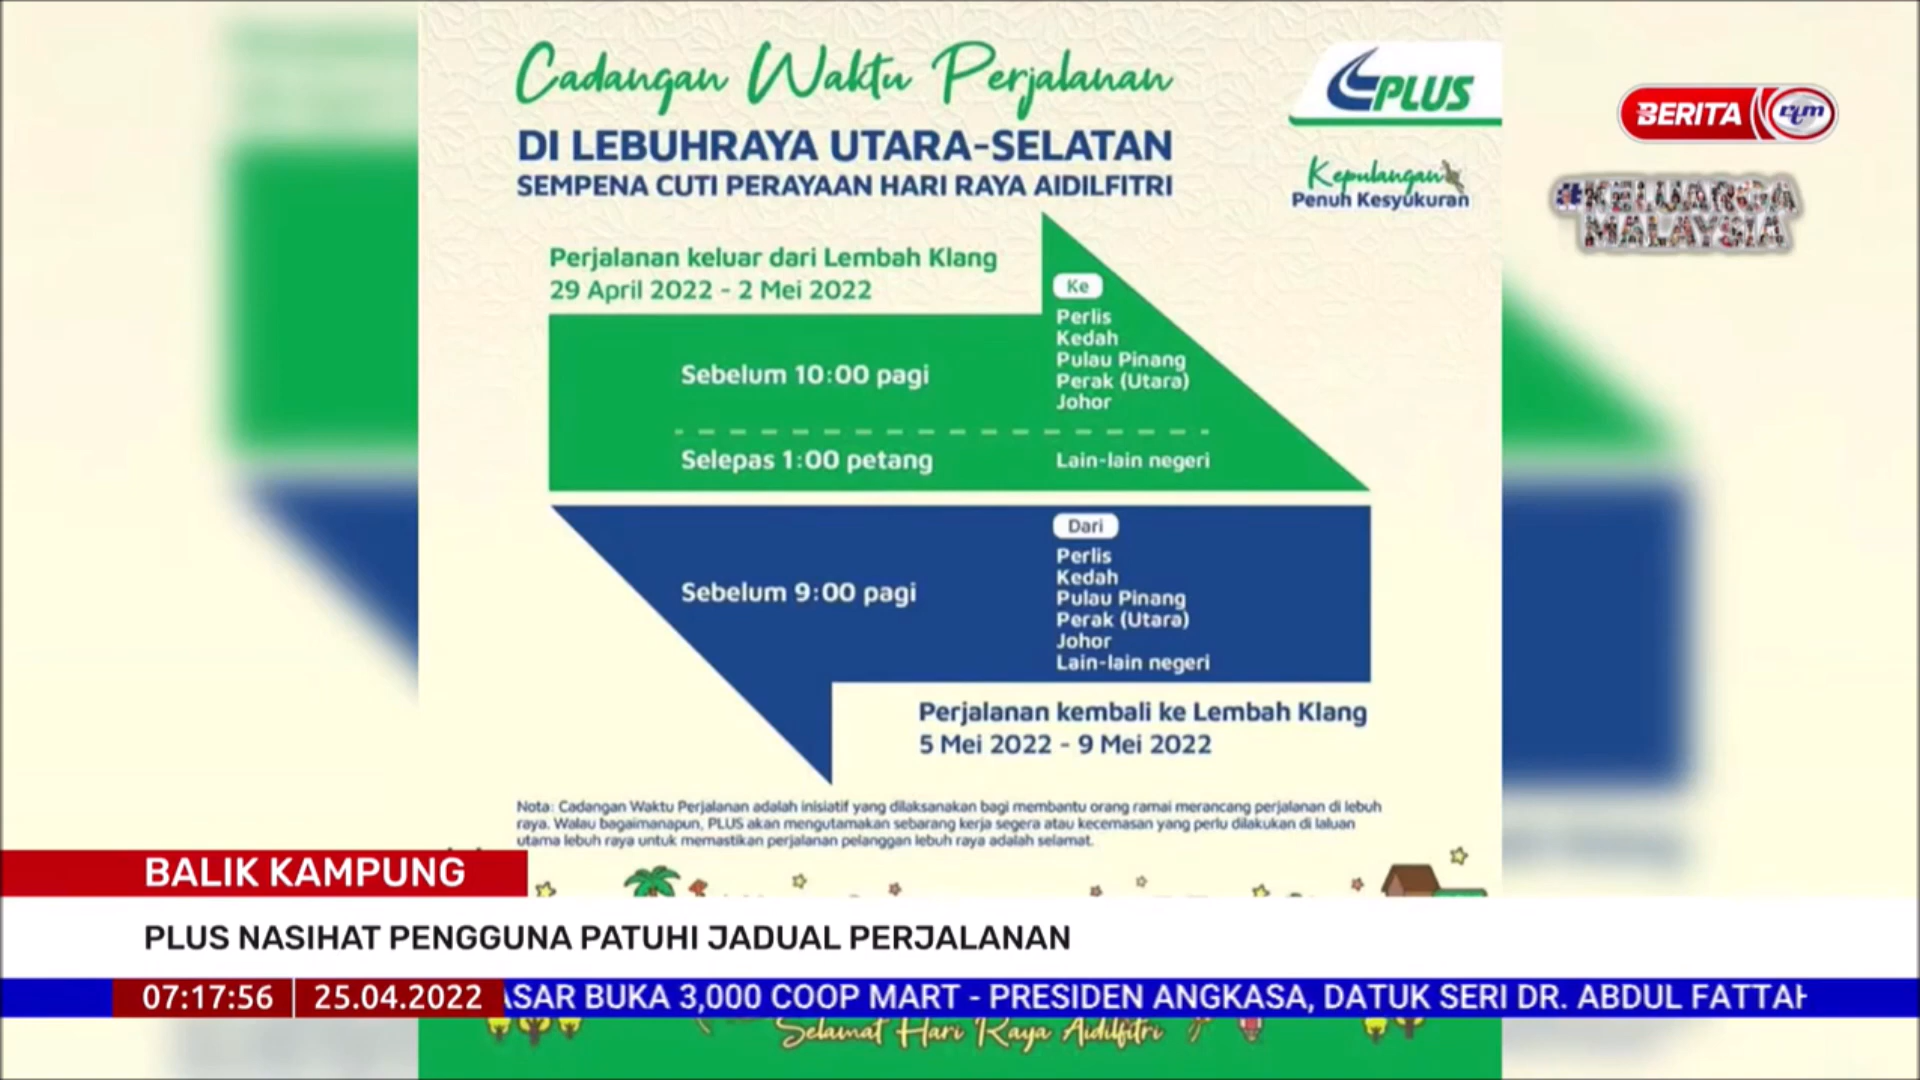 Cadangan Waktu Perjalanan
DI LEBUHRAYA UTARA-SELATAN
SEMPENA CUTI PERAYAAN HARI RAYA AIDILFITRI
PLUS
Kepulangan
Penuh Kesyukuran
BERITA rtm
#KELUARGA
MALAYSIA
Perjalanan keluar dari Lembah Klang
29 April 2022 - 2 Mei 2022
Ke
Sebelum 10:00 pagi
Perlis
Kedah
Pulau Pinang
Perak (Utara)
Johor
Selepas 1:00 petang
Lain-lain negeri
Dari
Sebelum 9:00 pagi
Perlis
Kedah
Pulau Pinang
Perak (Utara)
Johor
Lain-lain negeri
Perjalanan kembali ke Lembah Klang
5 Mei 2022 - 9 Mei 2022
Nota: Cadangan Waktu Perjalanan adalah inisiatif yang dilaksanakan bagi membantu orang ramai merancang perjalanan di lebuh
raya. Walau bagaimanapun, PLUS akan mengutamakan sebarang kerja segera atau kecemasan yang perlu dilakukan di laluan
utama lebuh raya untuk memastikan perjalanan pelanggan lebuh raya adalah selamat.
BALIK KAMPUNG
PLUS NASIHAT PENGGUNA PATUHI JADUAL PERJALANAN
07:17:56 25.04.2022 ASAR BUKA 3,000 COOP MART - PRESIDEN ANGKASA, DATUK SERI DR. ABDUL FATTAH
Selamat Hari Raya Aidilfitri